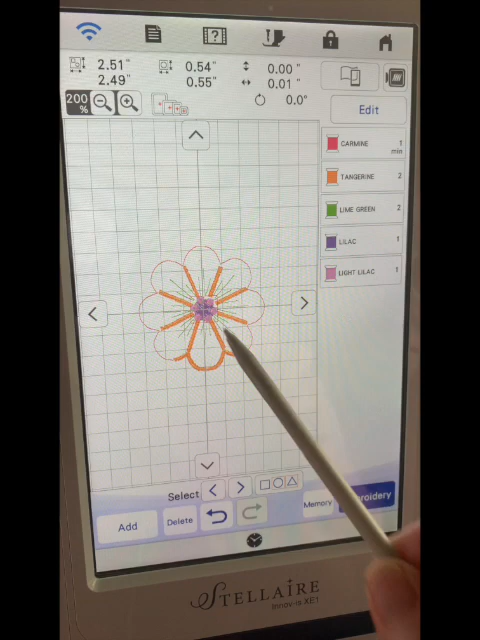 2.51" 0.54" 0.00 "
2.49" 0.55" 0.01 "
200 %
0.0°
Edit
CARMINE 1 min
TANGERINE 2
LIME GREEN 2
LILAC 1
LIGHT LILAC 1
Select
Add Delete Memory broidery
STELLAIRE
Innov-is XE1